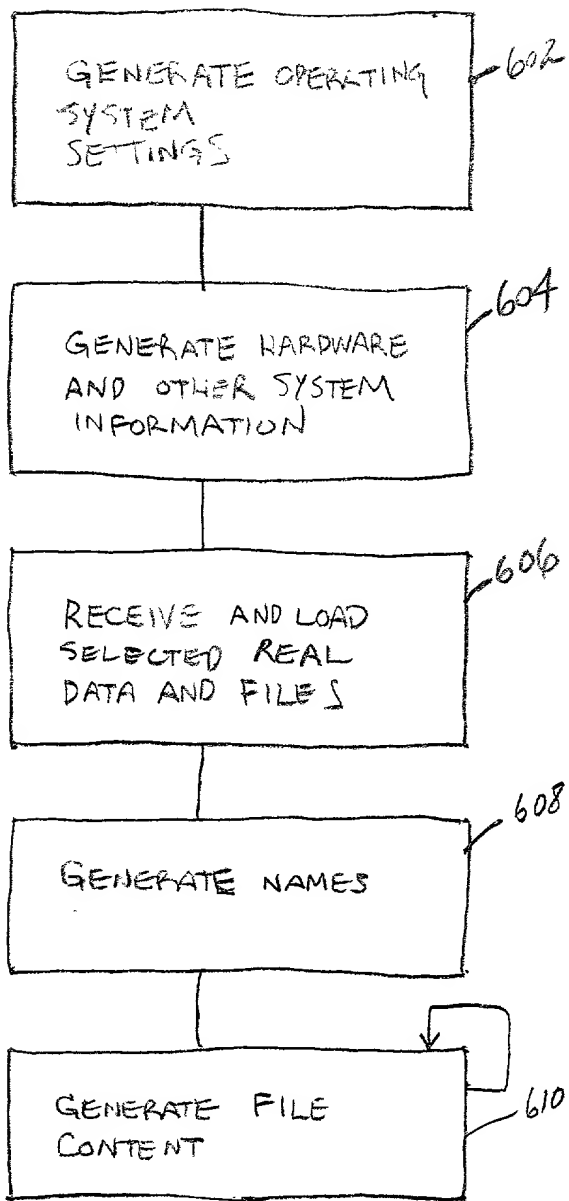 GENERATE OPERATING
SYSTEM
SETTINGS
602
GENERATE HARDWARE
AND OTHER SYSTEM
INFORMATION
604
RECEIVE AND LOAD
SELECTED REAL
DATA AND FILES
606
GENERATE NAMES
608
GENERATE FILE
CONTENT
610